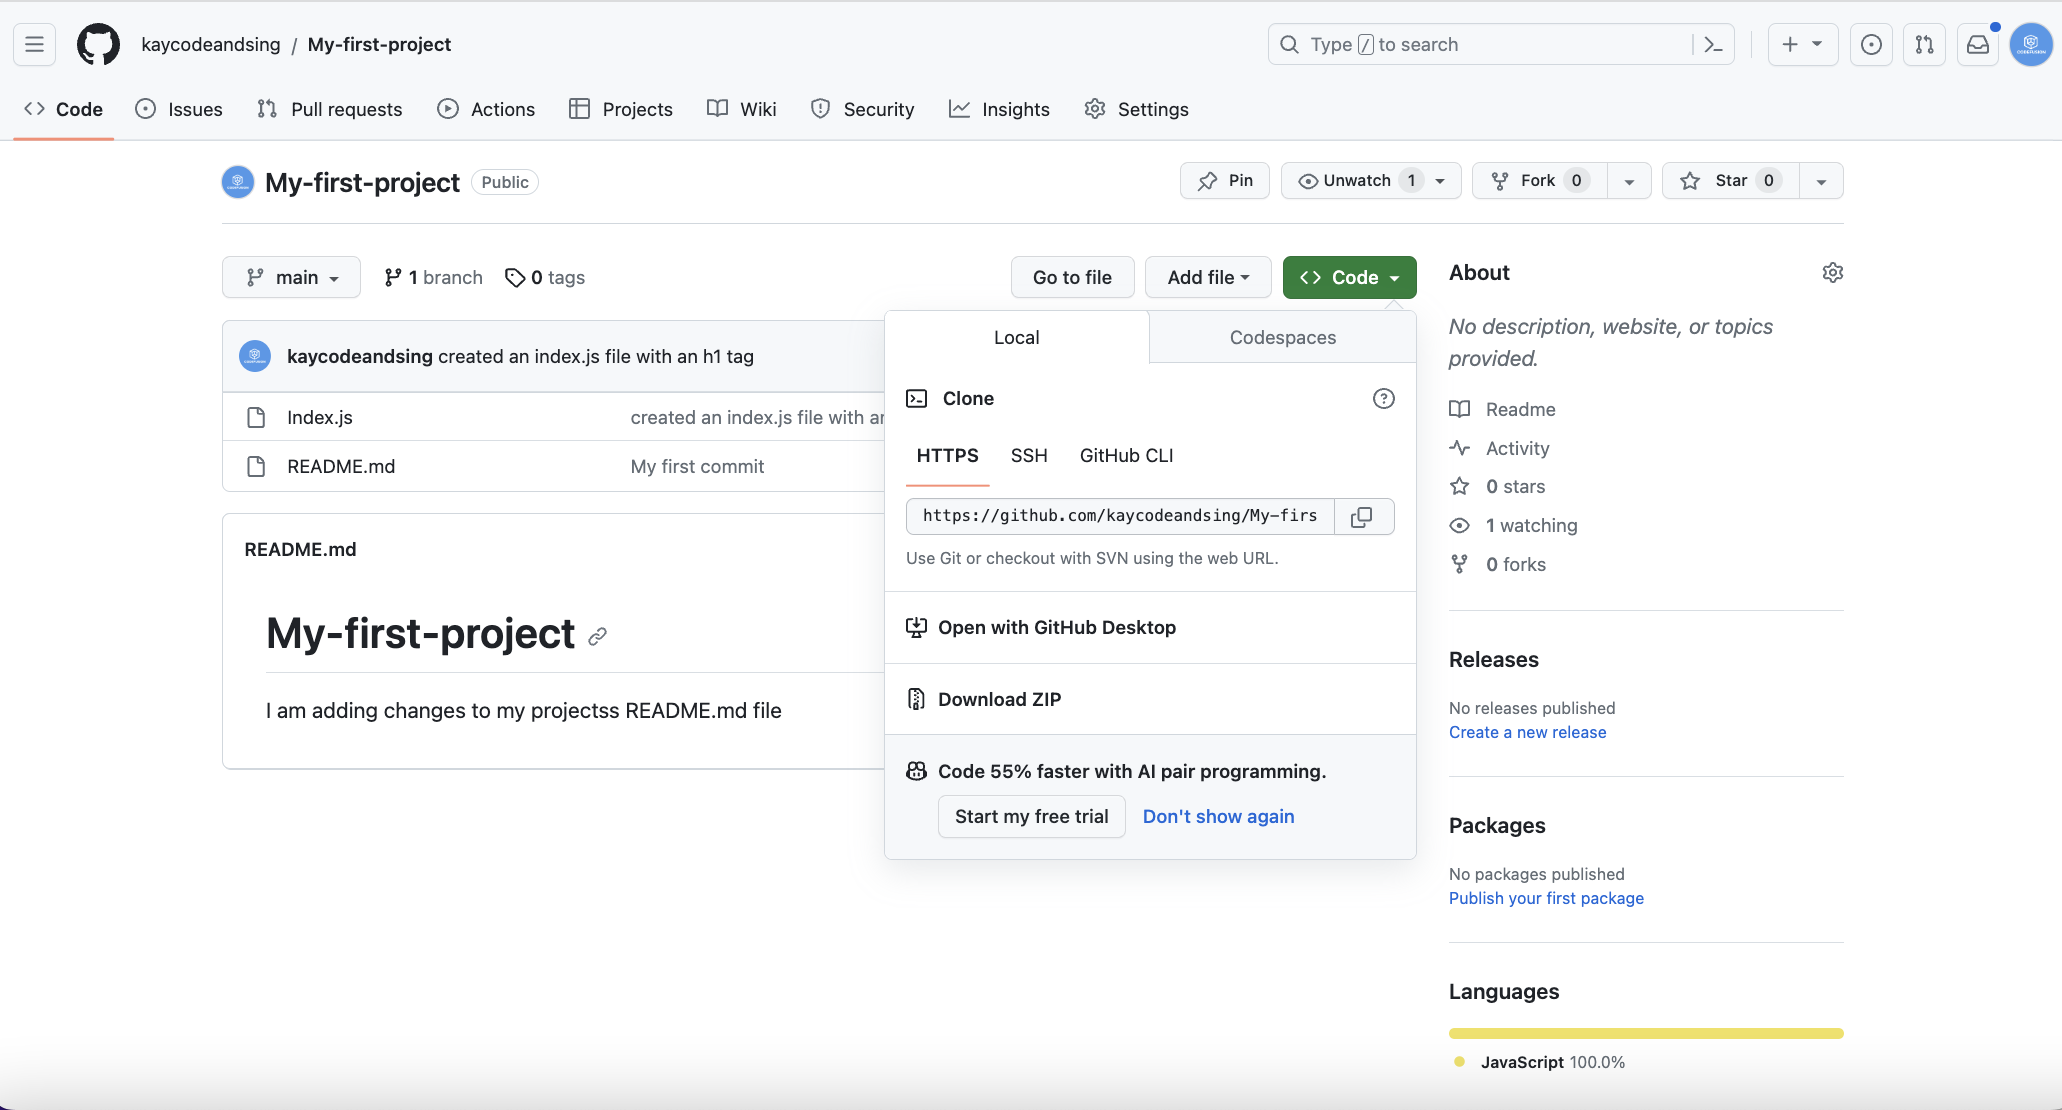 kaycodeandsing / My-first-project
Type / to search
Code
Issues
Pull requests
Actions
Projects
Wiki
Security
Insights
Settings
My-first-project Public
Pin
Unwatch 1
Fork 0
Star 0
main
1 branch
0 tags
Go to file
Add file
Code
kaycodeandsing created an index.js file with an h1 tag
Index.js
created an index.js file with an
README.md
My first commit
README.md
My-first-project
I am adding changes to my projectss README.md file
Local
Codespaces
Clone
HTTPS
SSH
GitHub CLI
https://github.com/kaycodeandsing/My-firs
Use Git or checkout with SVN using the web URL.
Open with GitHub Desktop
Download ZIP
Code 55% faster with AI pair programming.
Start my free trial
Don't show again
About
No description, website, or topics
provided.
Readme
Activity
0 stars
1 watching
0 forks
Releases
No releases published
Create a new release
Packages
No packages published
Publish your first package
Languages
JavaScript 100.0%